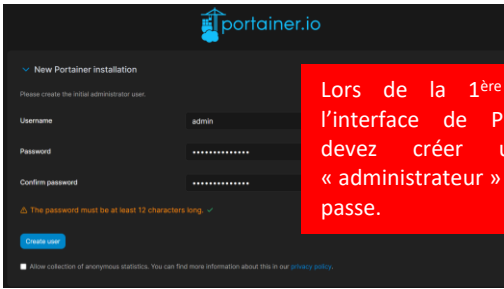 portainer.io
New Portainer installation
Please create the initial administrator user.
Username
admin
Password
••••••••••••••
Confirm password
••••••••••••••
The password must be at least 12 characters long. ✓
Create user
Allow collection of anonymous statistics. You can find more information about this in our privacy policy.
Lors de la 1ère
l'interface de P
devez créer u
« administrateur »
passe.